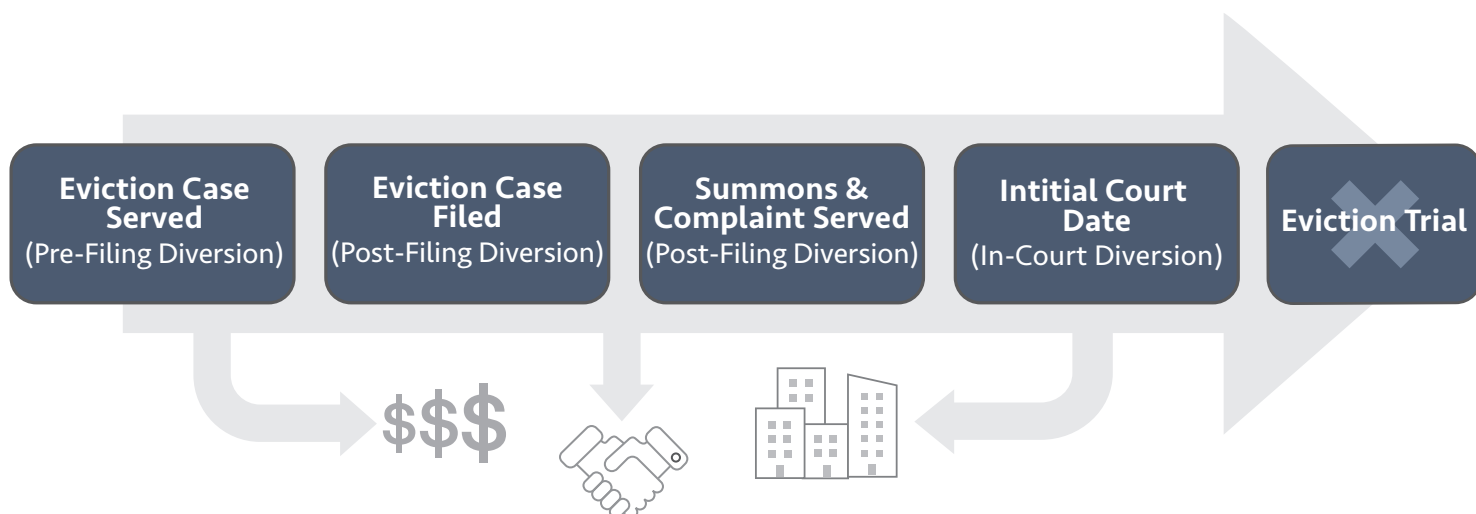 Eviction Case
Served
(Pre-Filing Diversion)
Eviction Case
Filed
(Post-Filing Diversion)
Summons &
Complaint Served
(Post-Filing Diversion)
Intitial Court
Date
(In-Court Diversion)
Eviction Trial
$$$